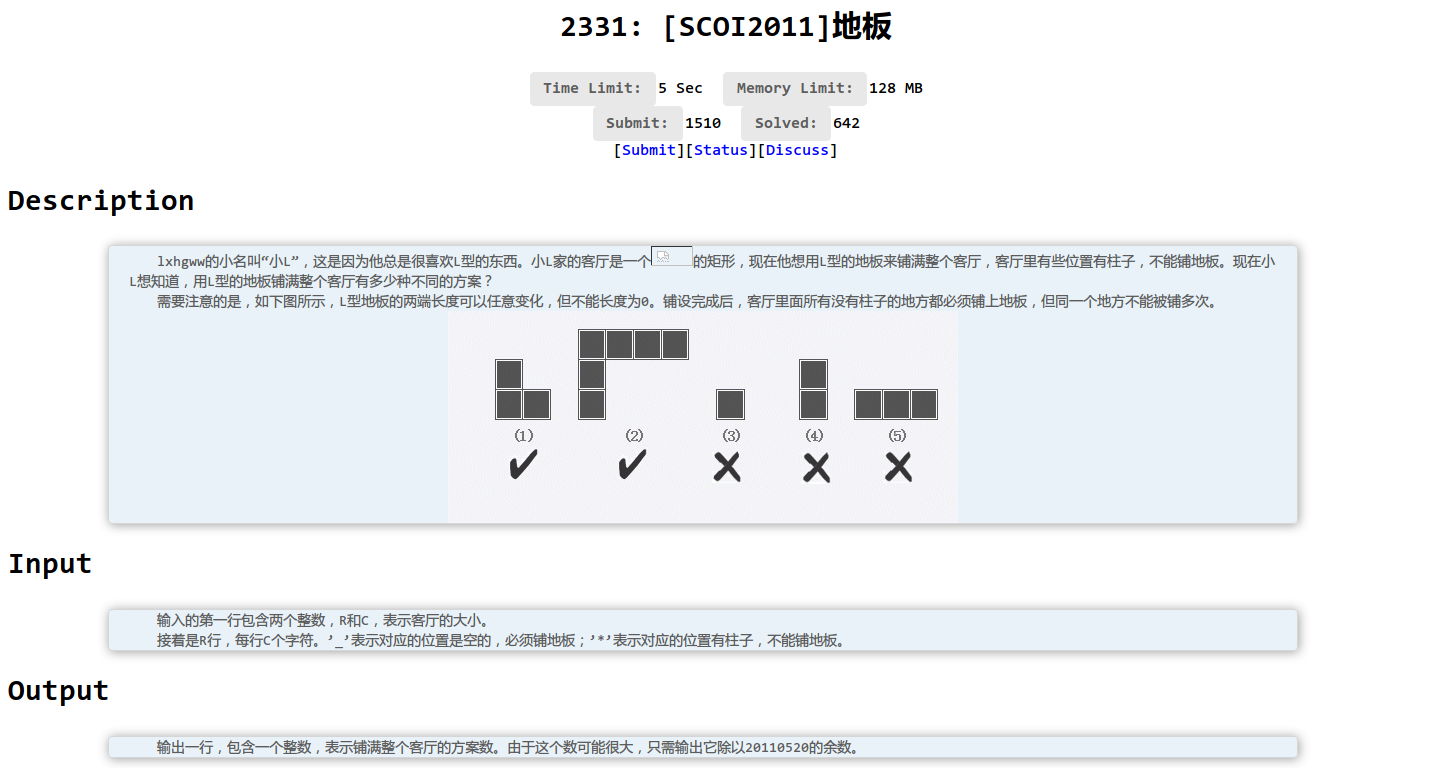 2331: [SCOI2011]地板
Time Limit: 5 Sec Memory Limit: 128 MB
Submit: 1510 Solved: 642
[Submit][Status][Discuss]
Description
lxhgww的小名叫“小L”，这是因为他总是很喜欢L型的东西。小L家的客厅是一个的矩形，现在他想用L型的地板来铺满整个客厅，客厅里有些位置有柱子，不能铺地板。现在小
L想知道，用L型的地板铺满整个客厅有多少种不同的方案？
需要注意的是，如下图所示，L型地板的两端长度可以任意变化，但不能长度为0。铺设完成后，客厅里面所有没有柱子的地方都必须铺上地板，但同一个地方不能被铺多次。
(1) (2) (3) (4) (5)
Input
输入的第一行包含两个整数，R和C，表示客厅的大小。
接着是R行，每行C个字符。’_’表示对应的位置是空的，必须铺地板；’*’表示对应的位置有柱子，不能铺地板。
Output
输出一行，包含一个整数，表示铺满整个客厅的方案数。由于这个数可能很大，只需输出它除以20110520的余数。